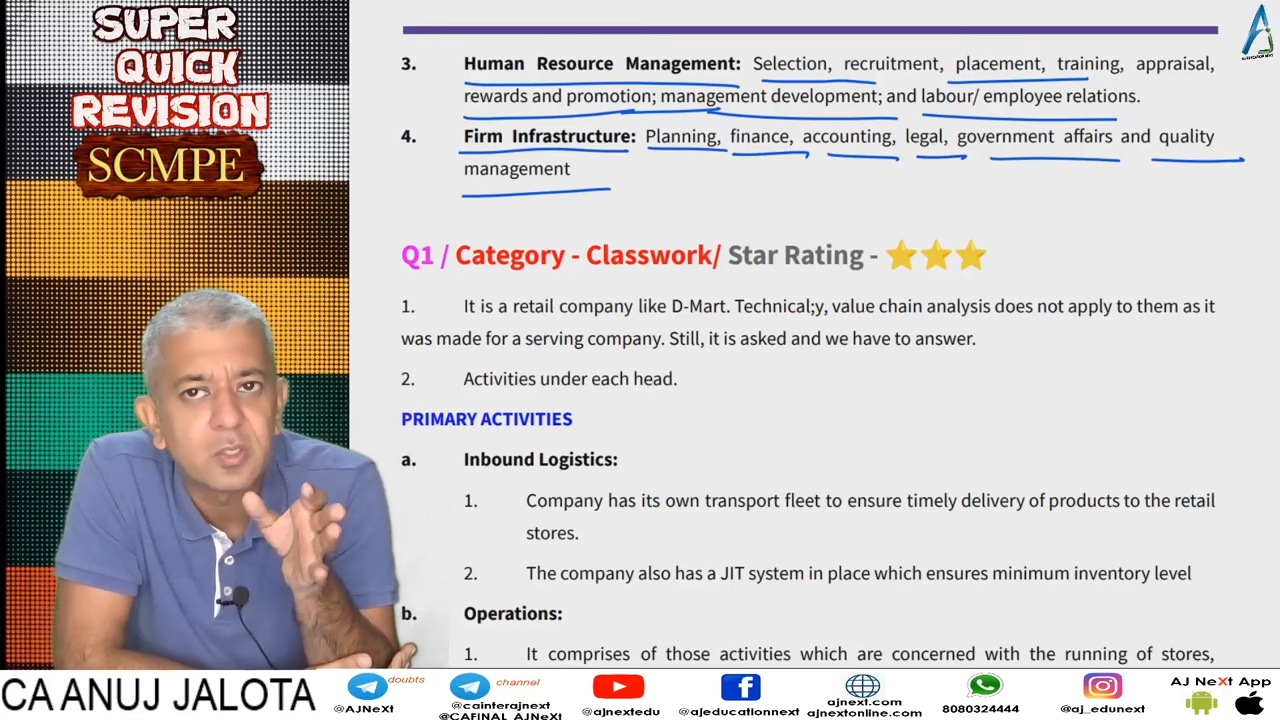 SUPER
QUICK
REVISION
SCMPE
3. Human Resource Management: Selection, recruitment, placement, training, appraisal,
rewards and promotion; management development; and labour/ employee relations.
4. Firm Infrastructure: Planning, finance, accounting, legal, government affairs and quality
management
Q1 / Category - Classwork/ Star Rating - ⭐⭐⭐
1. It is a retail company like D-Mart. Technical;y, value chain analysis does not apply to them as it
was made for a serving company. Still, it is asked and we have to answer.
2. Activities under each head.
PRIMARY ACTIVITIES
a. Inbound Logistics:
1. Company has its own transport fleet to ensure timely delivery of products to the retail
stores.
2. The company also has a JIT system in place which ensures minimum inventory level
b. Operations:
1. It comprises of those activities which are concerned with the running of stores,
CA ANUJ JALOTA
doubts
@AJNeXt
channel
@cainterajnext
@CAFINAL_AJNeXt
@ajnextedu
@ajeducationnext
ajnext.com
ajnextonline.com
8080324444
@aj_edunext
AJ NeXt App